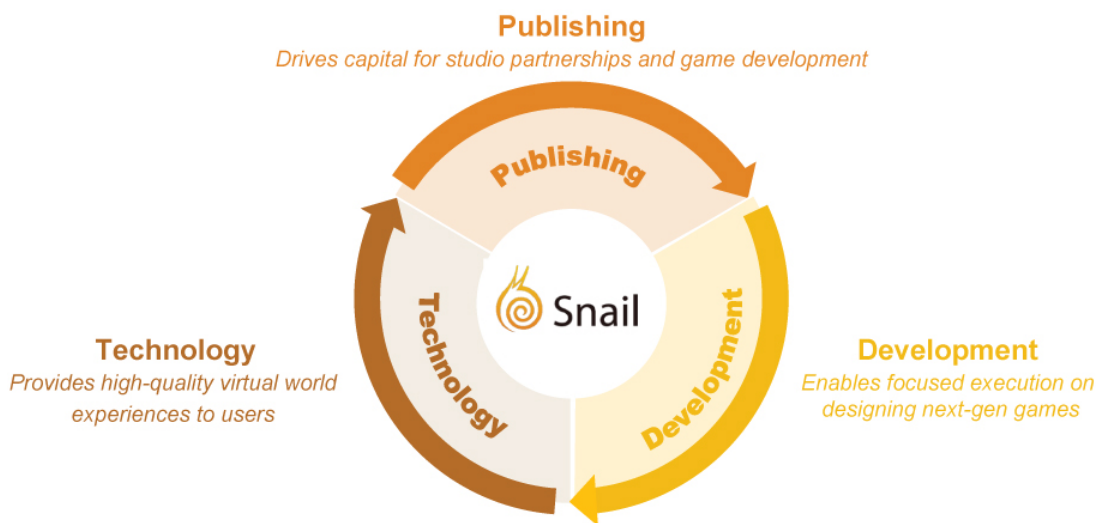 Publishing
Drives capital for studio partnerships and game development
Publishing
Technology
Snail
Development
Technology
Provides high-quality virtual world
experiences to users
Development
Enables focused execution on
designing next-gen games